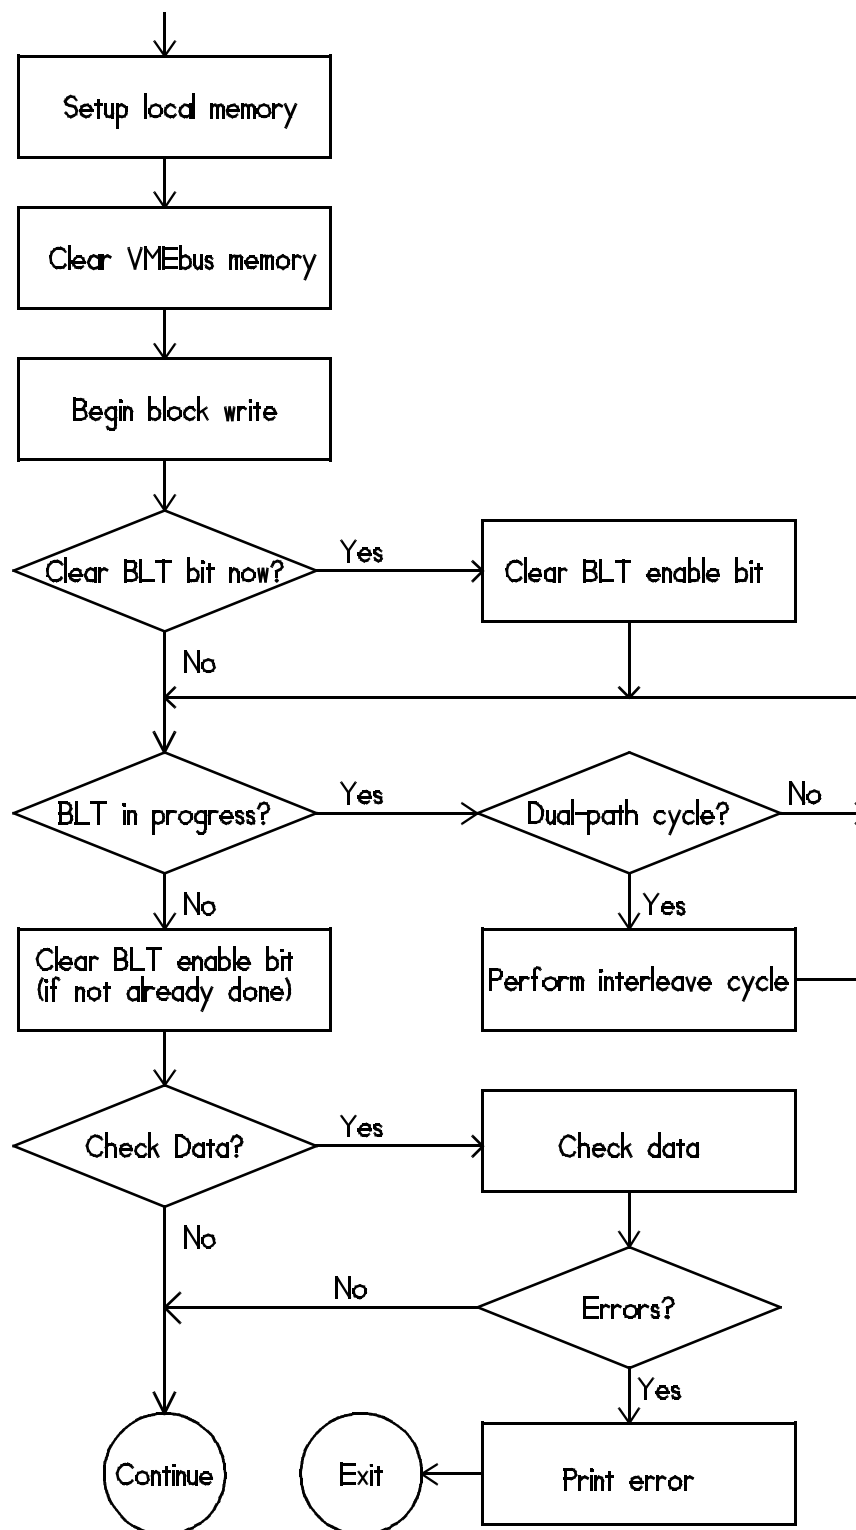 Setup local memory
Clear VMEbus memory
Begin block write
Clear BLT bit now?
Yes
Clear BLT enable bit
No
BLT in progress?
Yes
Dual-path cycle?
No
No
Yes
Clear BLT enable bit
(if not already done)
Perform interleave cycle
Check Data?
Yes
Check data
No
No
Errors?
Yes
Continue
Exit
Print error